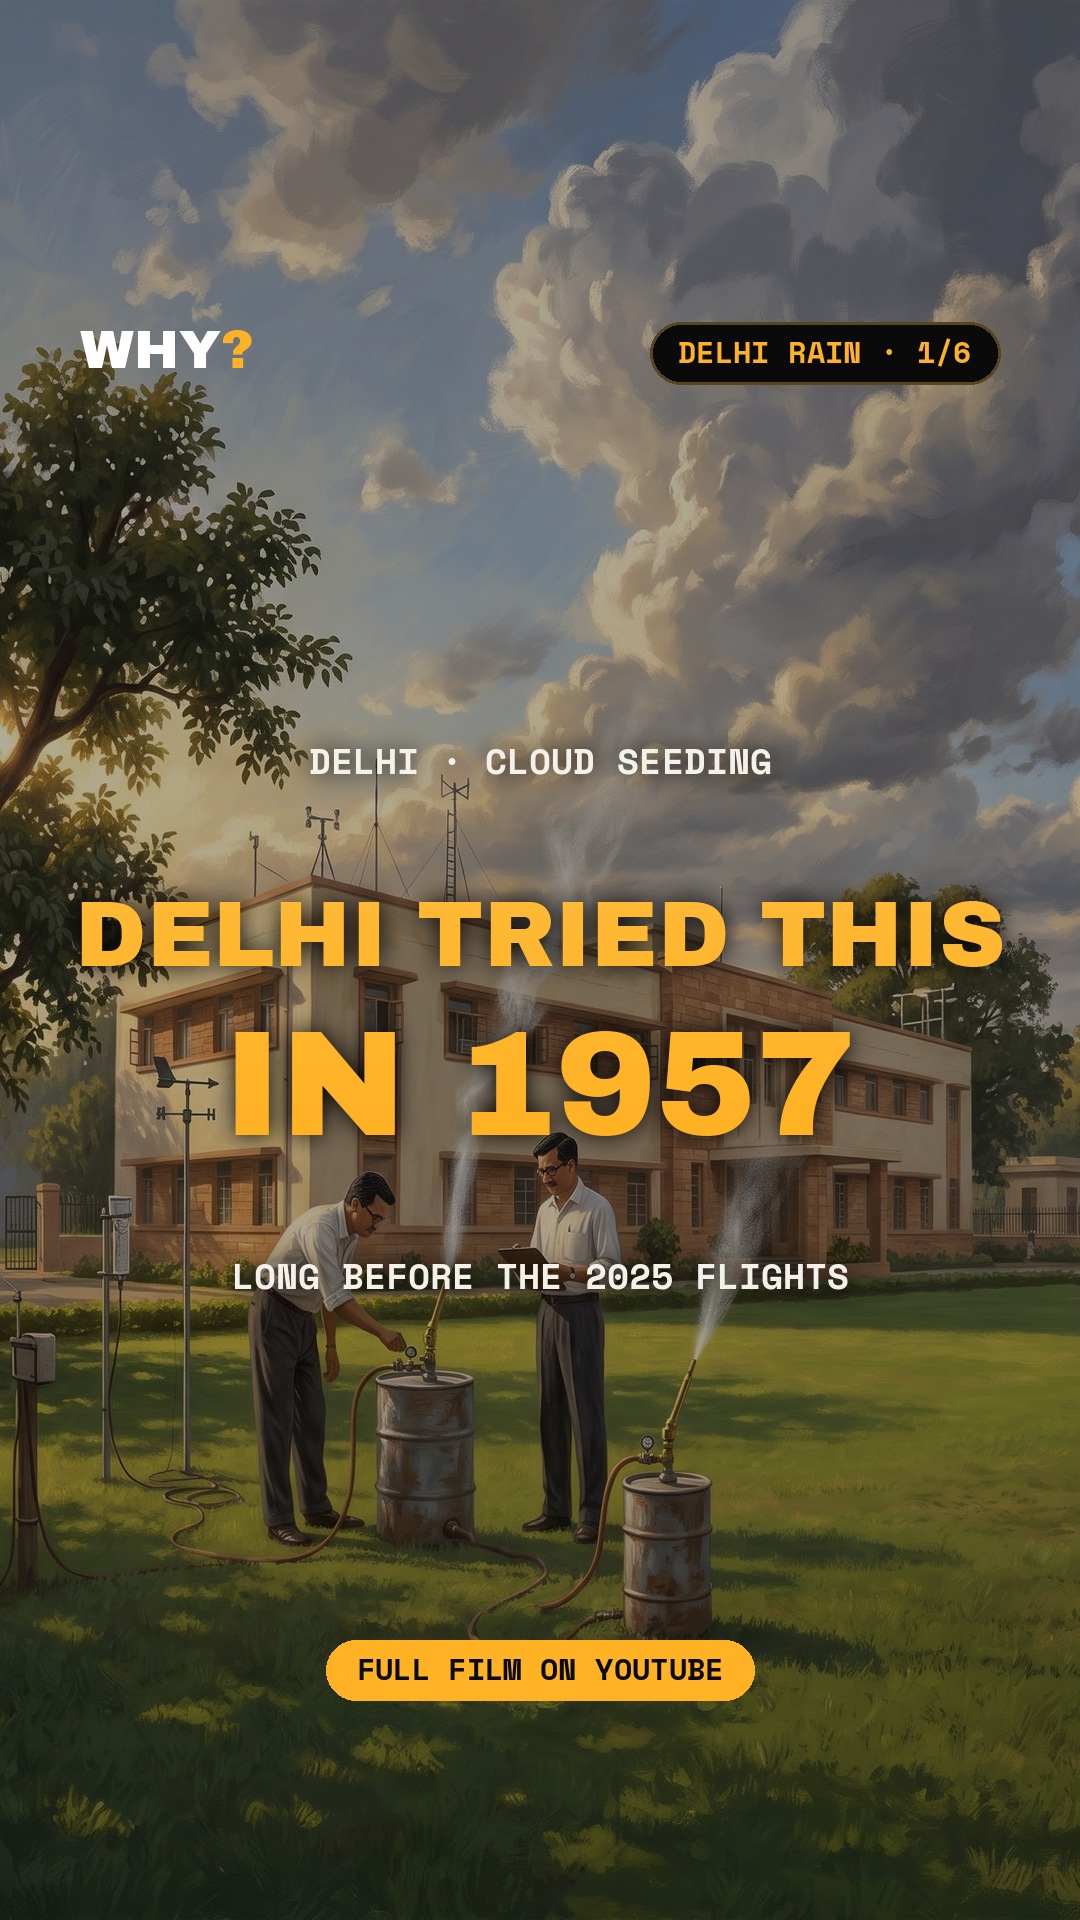 WHY?
DELHI RAIN · 1/6
DELHI · CLOUD SEEDING
DELHI TRIED THIS
IN 1957
LONG BEFORE THE 2025 FLIGHTS
FULL FILM ON YOUTUBE